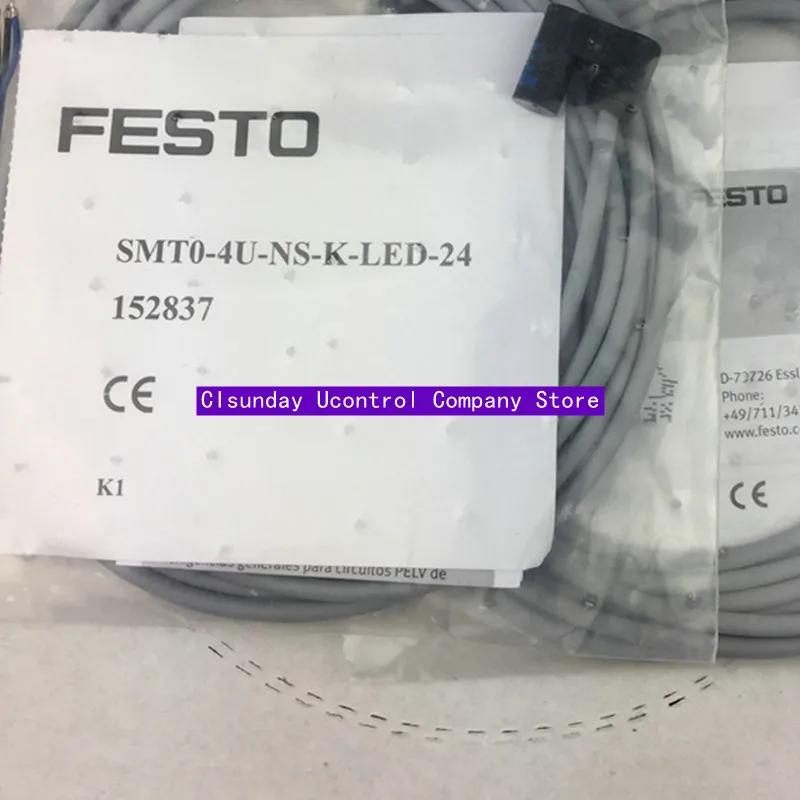 FESTO
SMT0-4U-NS-K-LED-24
152837
CE
K1
Clsunday Ucontrol Company Store
generales para circuitos PELV de
FESTO
D-73726 Essl
Phone:
+49/711/34
www.festo.c
CE